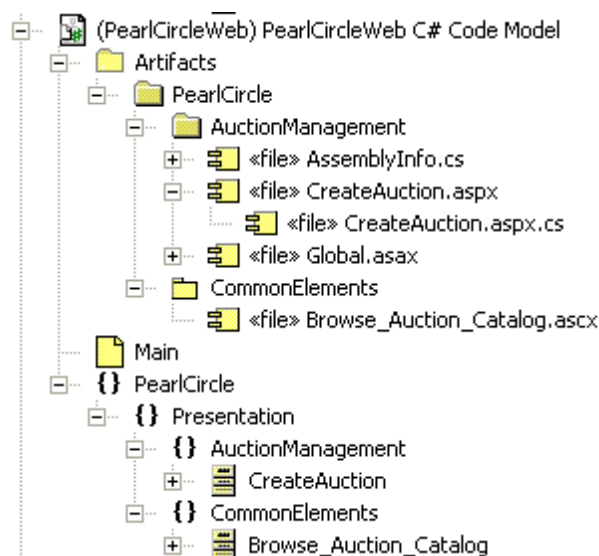 (PearlCircleWeb) PearlCircleWeb C# Code Model
Artifacts
PearlCircle
AuctionManagement
«file» AssemblyInfo.cs
«file» CreateAuction.aspx
«file» CreateAuction.aspx.cs
«file» Global.asax
CommonElements
«file» Browse_Auction_Catalog.ascx
Main
{} PearlCircle
{} Presentation
{} AuctionManagement
CreateAuction
{} CommonElements
Browse_Auction_Catalog